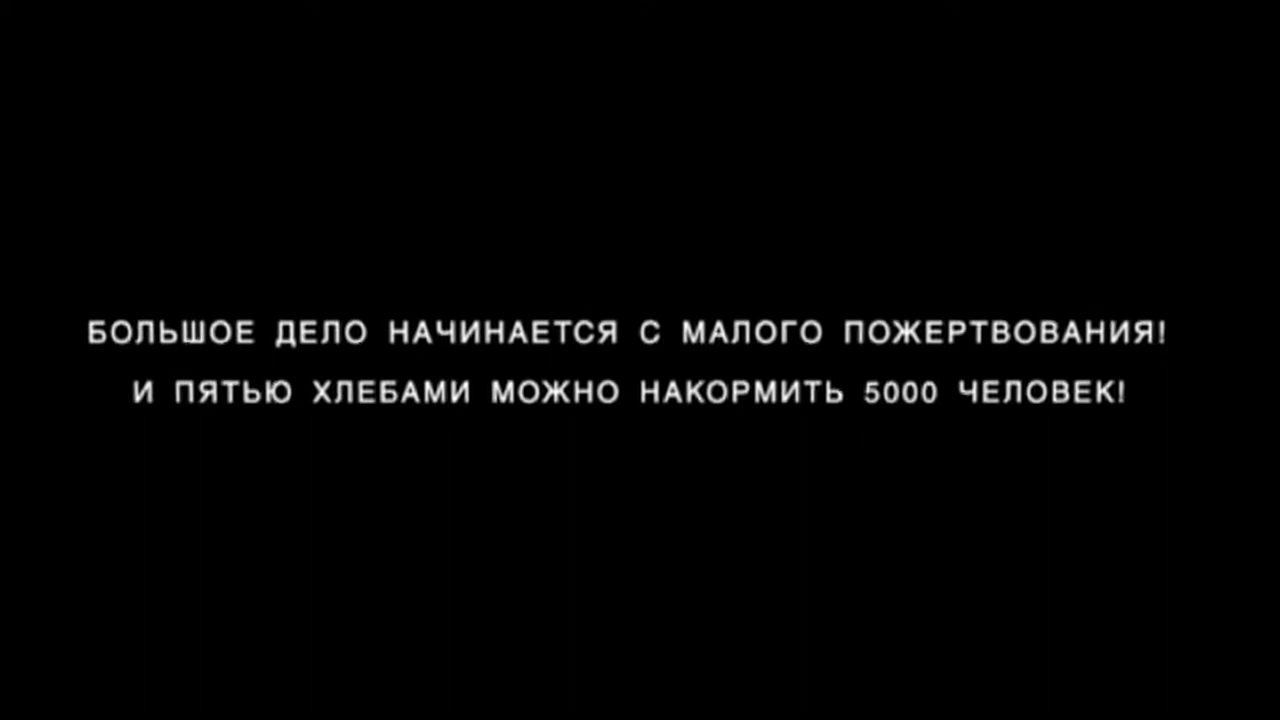 БОЛЬШОЕ ДЕЛО НАЧИНАЕТСЯ С МАЛОГО ПОЖЕРТВОВАНИЯ!
И ПЯТЬЮ ХЛЕБАМИ МОЖНО НАКОРМИТЬ 5000 ЧЕЛОВЕК!